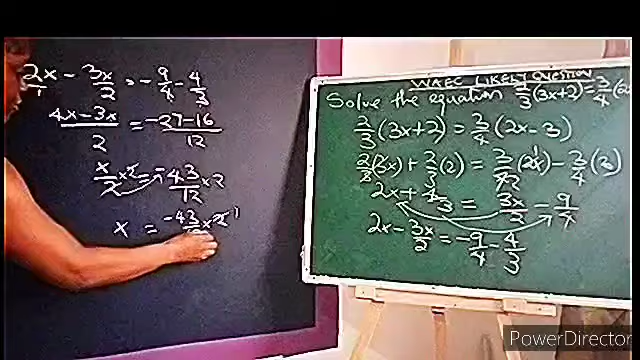 2x/1 - 3x/2 = -9/4 - 4/3
4x-3x/2 = -27-16/12
x/2 × 2 = -43/12 × 2
x = -43/ × 2 1
WAEC LIKELY QUESTION
Solve the equation 2/3(3x+2) = 3/4(2x
2/3(3x+2) = 3/4(2x-3)
2/3(3x) + 2/3(2) = 3/4(2x) - 3/4(3)
2x + 4/3 = 3x/2 - 9/4
2x - 3x/2 = -9/4 - 4/3
PowerDirector